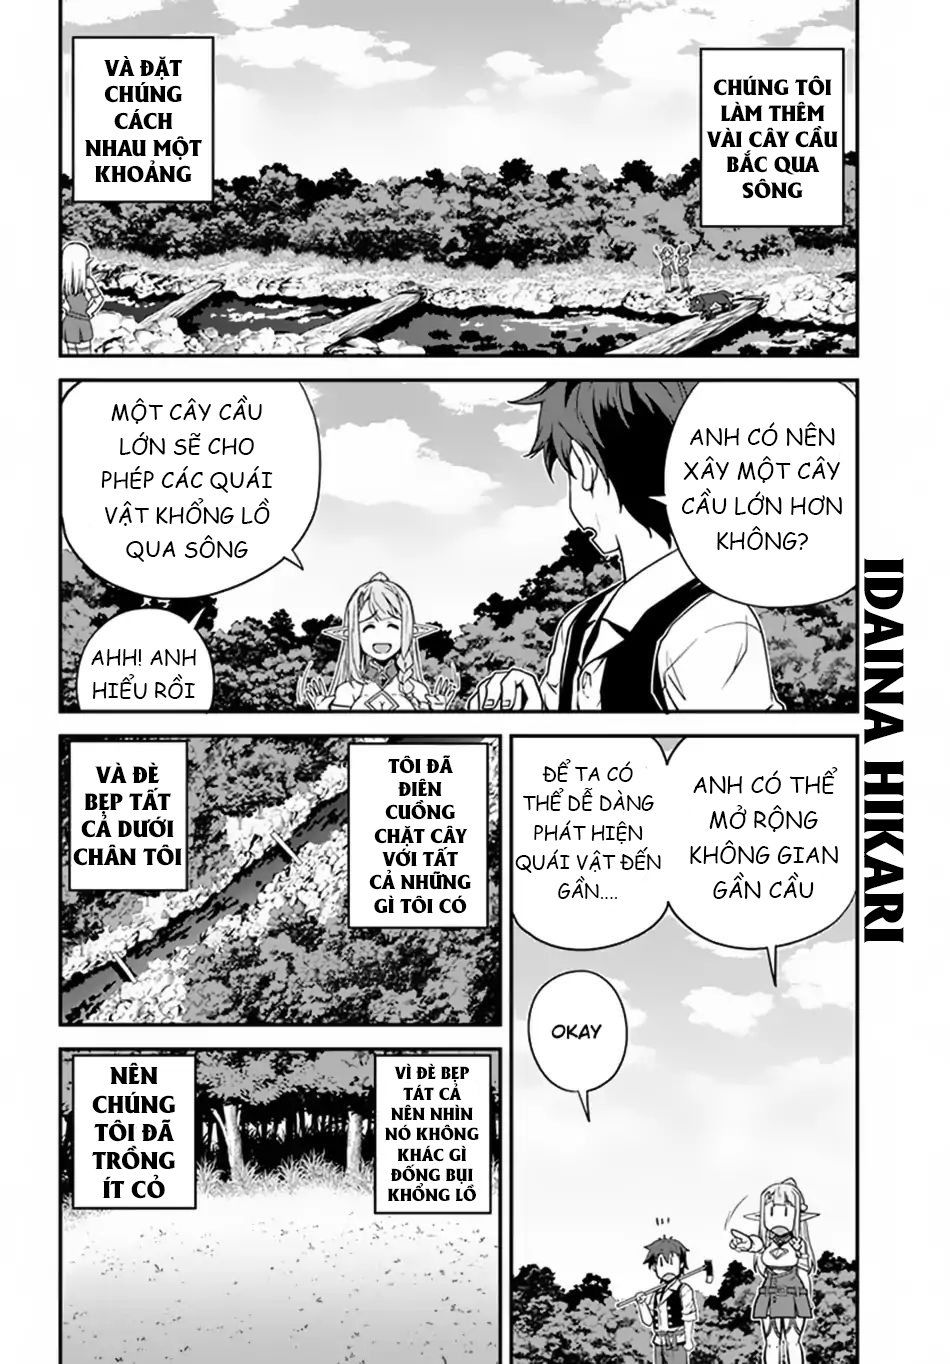 CHÚNG TÔI
LÀM THÊM
VÀI CÂY CẦU
BẮC QUA
SÔNG
VÀ ĐẶT
CHÚNG
CÁCH
NHAU MỘT
KHOẢNG
ANH CÓ NÊN
XÂY MỘT CÂY
CẦU LỚN HƠN
KHÔNG?
MỘT CÂY CẦU
LỚN SẼ CHO
PHÉP CÁC QUÁI
VẬT KHỔNG LỒ
QUA SÔNG
AHH! ANH
HIỂU RỒI
ANH CÓ THỂ
MỞ RỘNG
KHÔNG GIAN
GẦN CẦU
ĐỂ TA CÓ
THỂ DỄ DÀNG
PHÁT HIỆN
QUÁI VẬT ĐẾN
GẦN....
OKAY
TÔI ĐÃ
ĐIÊN
CUỒNG
CHẶT CÂY
VỚI TẤT
CẢ NHỮNG
GÌ TÔI CÓ
VÀ ĐÈ
BẸP TẤT
CẢ DƯỚI
CHÂN TÔI
VÌ ĐÈ BẸP
TÁT CẢ
NÊN NHÌN
NÓ KHÔNG
KHÁC GÌ
ĐỐNG BỤI
KHỔNG LỒ
NÊN
CHÚNG
TÔI ĐÃ
TRỒNG
ÍT CỎ
IDAINA HIKARI